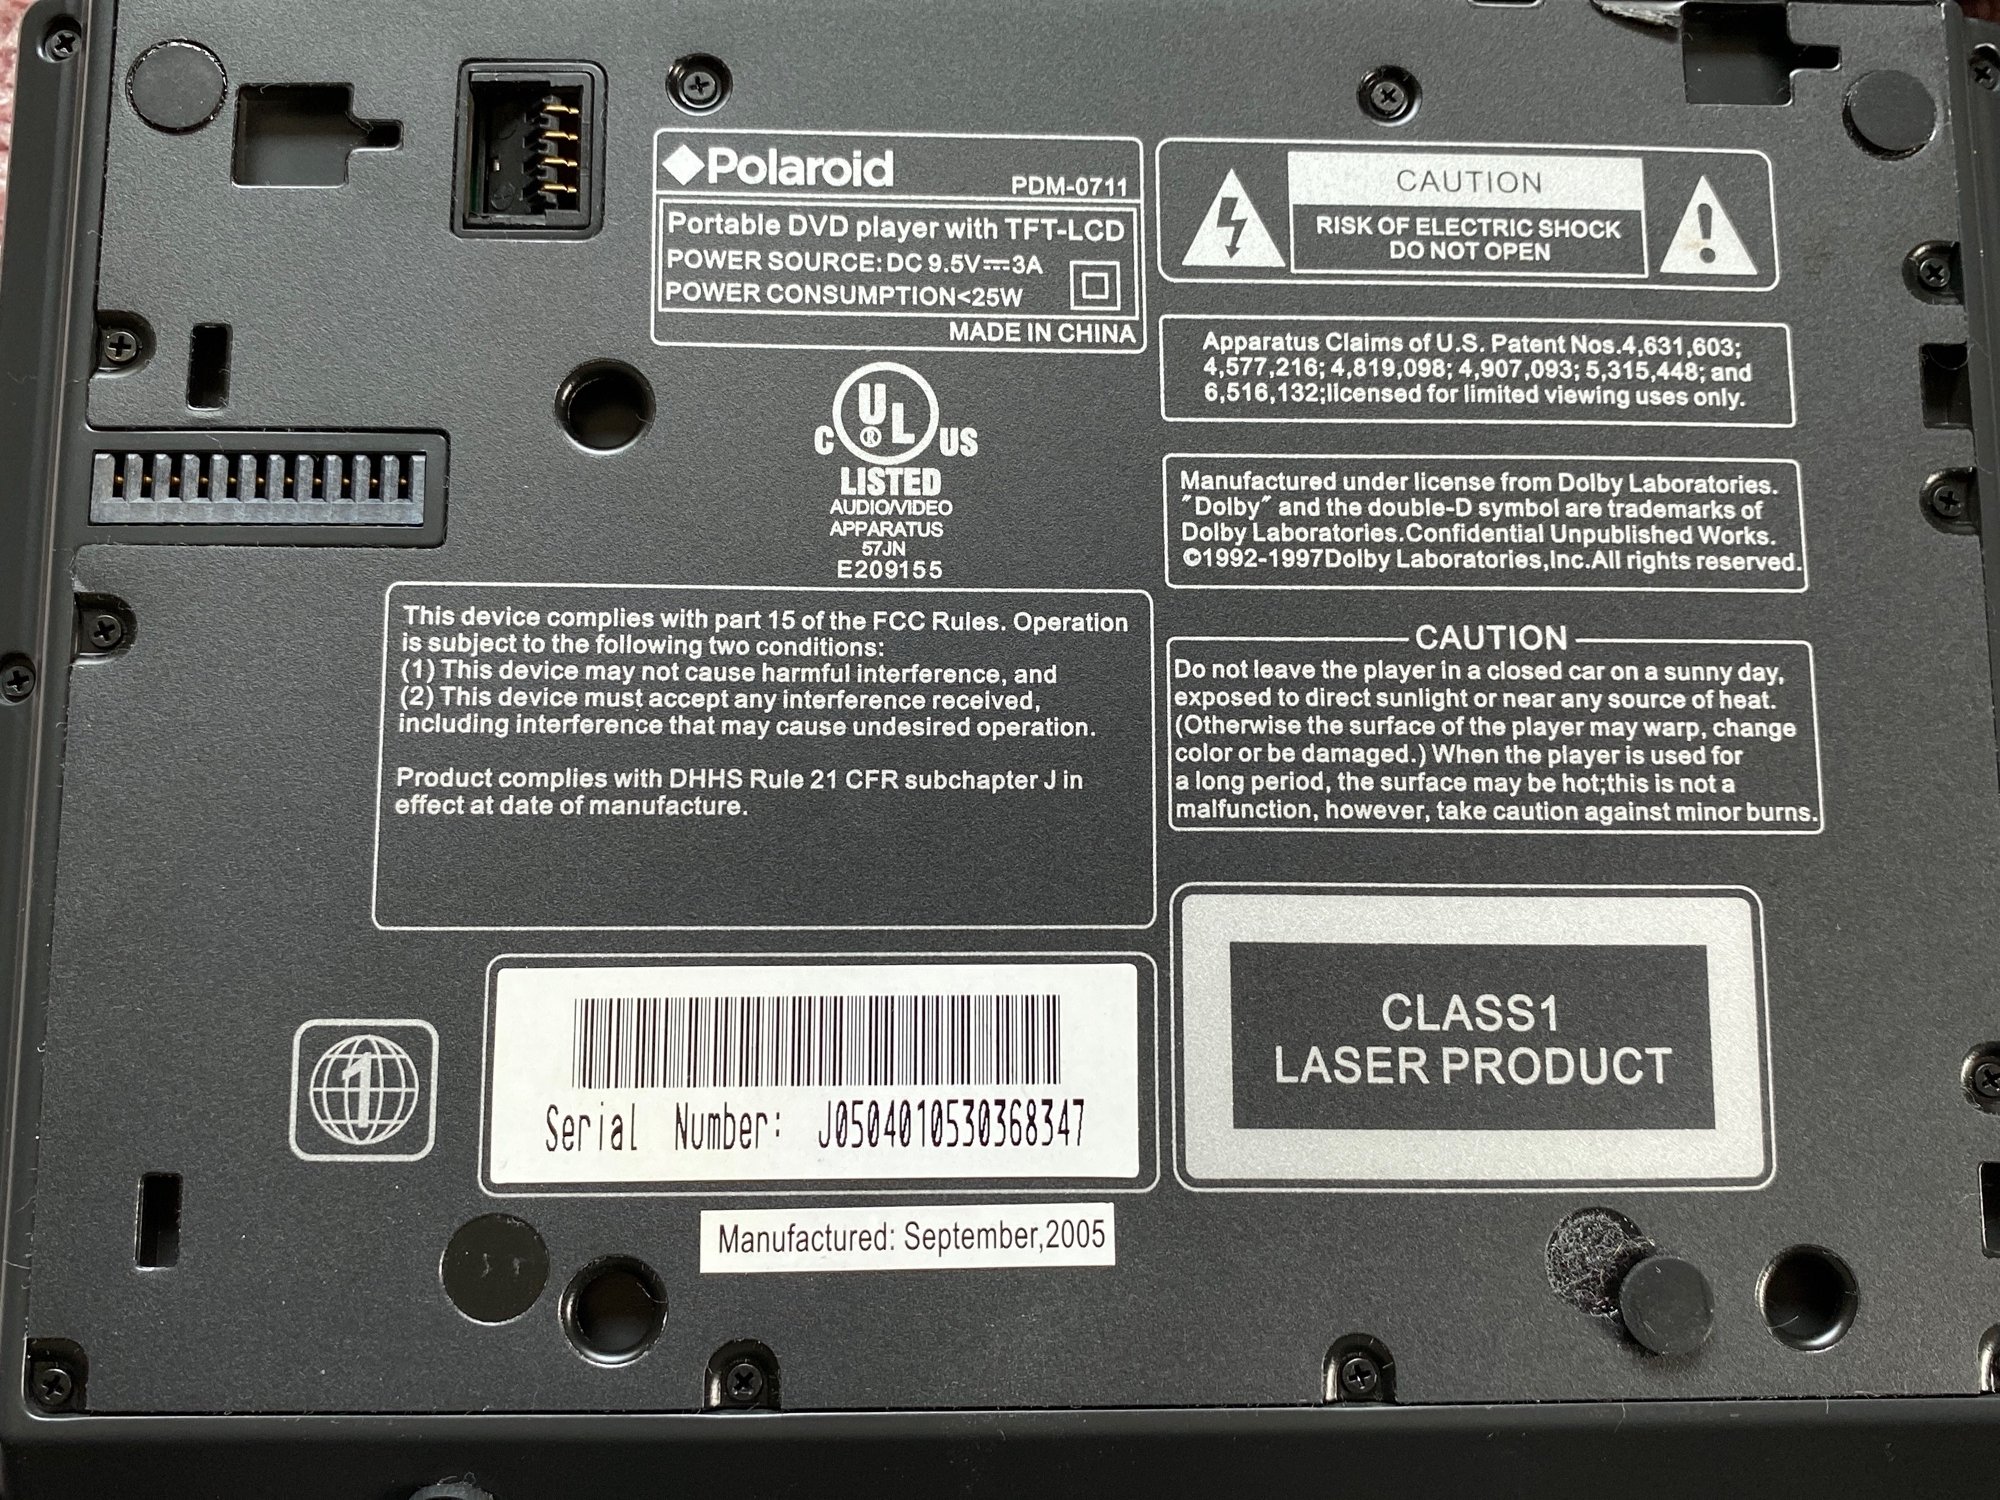 Polaroid
PDM-0711
Portable DVD player with TFT-LCD
POWER SOURCE: DC 9.5V⎓3A
POWER CONSUMPTION<25W
MADE IN CHINA
CAUTION
RISK OF ELECTRIC SHOCK
DO NOT OPEN
Apparatus Claims of U.S. Patent Nos.4,631,603;
4,577,216; 4,819,098; 4,907,093; 5,315,448; and
6,516,132;licensed for limited viewing uses only.
C UL ® US
LISTED
AUDIO/VIDEO
APPARATUS
57JN
E209155
Manufactured under license from Dolby Laboratories.
"Dolby" and the double-D symbol are trademarks of
Dolby Laboratories.Confidential Unpublished Works.
©1992-1997Dolby Laboratories,Inc.All rights reserved.
This device complies with part 15 of the FCC Rules. Operation
is subject to the following two conditions:
(1) This device may not cause harmful interference, and
(2) This device must accept any interference received,
including interference that may cause undesired operation.
Product complies with DHHS Rule 21 CFR subchapter J in
effect at date of manufacture.
CAUTION
Do not leave the player in a closed car on a sunny day,
exposed to direct sunlight or near any source of heat.
(Otherwise the surface of the player may warp, change
color or be damaged.) When the player is used for
a long period, the surface may be hot;this is not a
malfunction, however, take caution against minor burns.
1
Serial Number: J0504010530368347
CLASS1
LASER PRODUCT
Manufactured: September,2005